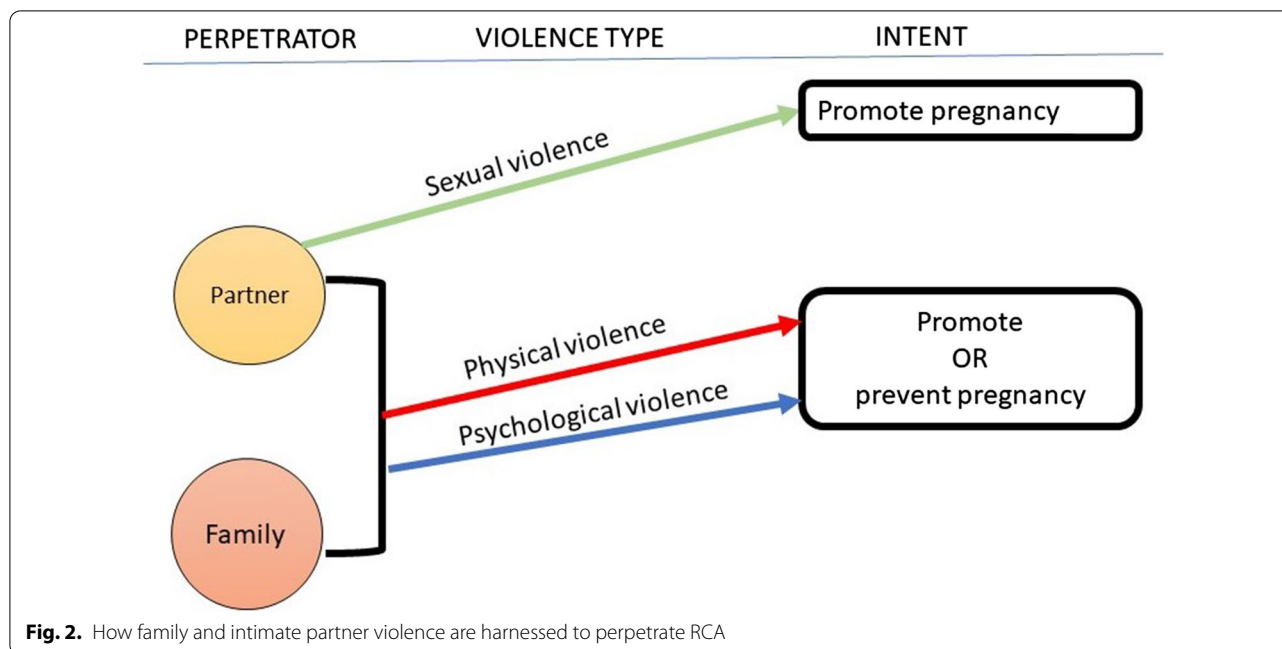 PERPETRATOR VIOLENCE TYPE INTENT
Promote pregnancy
Sexual violence
Partner
Physical violence
Promote
OR
prevent pregnancy
Psychological violence
Family
Fig. 2. How family and intimate partner violence are harnessed to perpetrate RCA